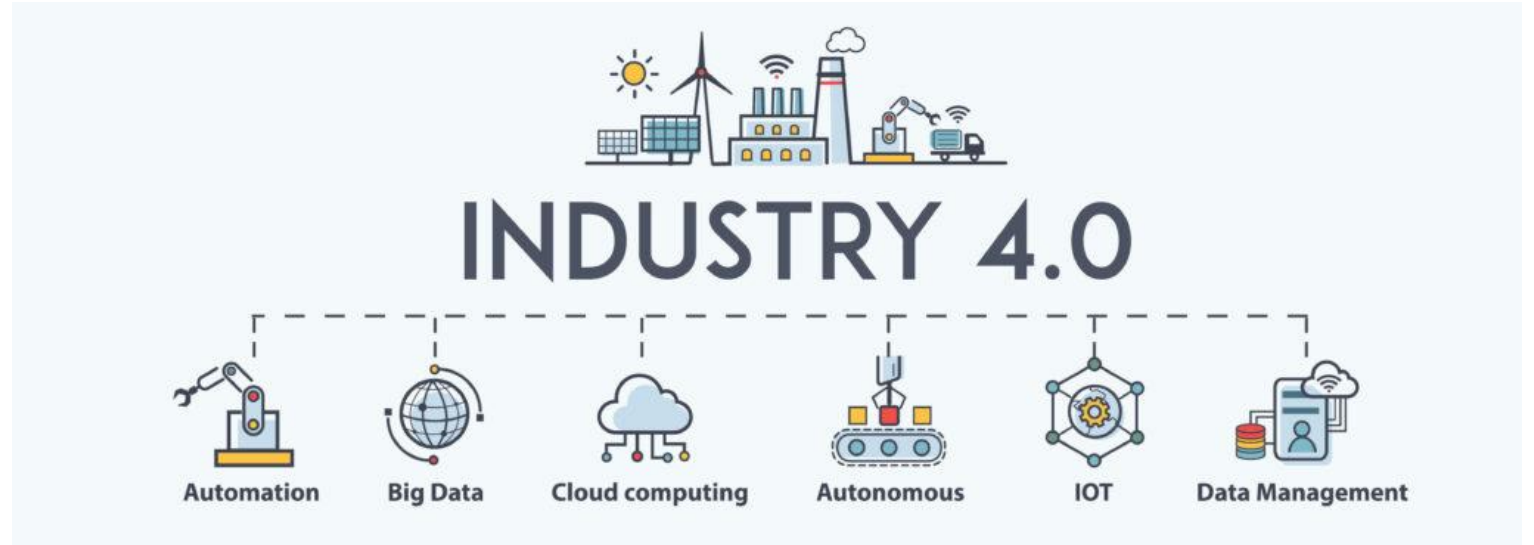 INDUSTRY 4.0
Automation
Big Data
Cloud computing
Autonomous
IOT
Data Management